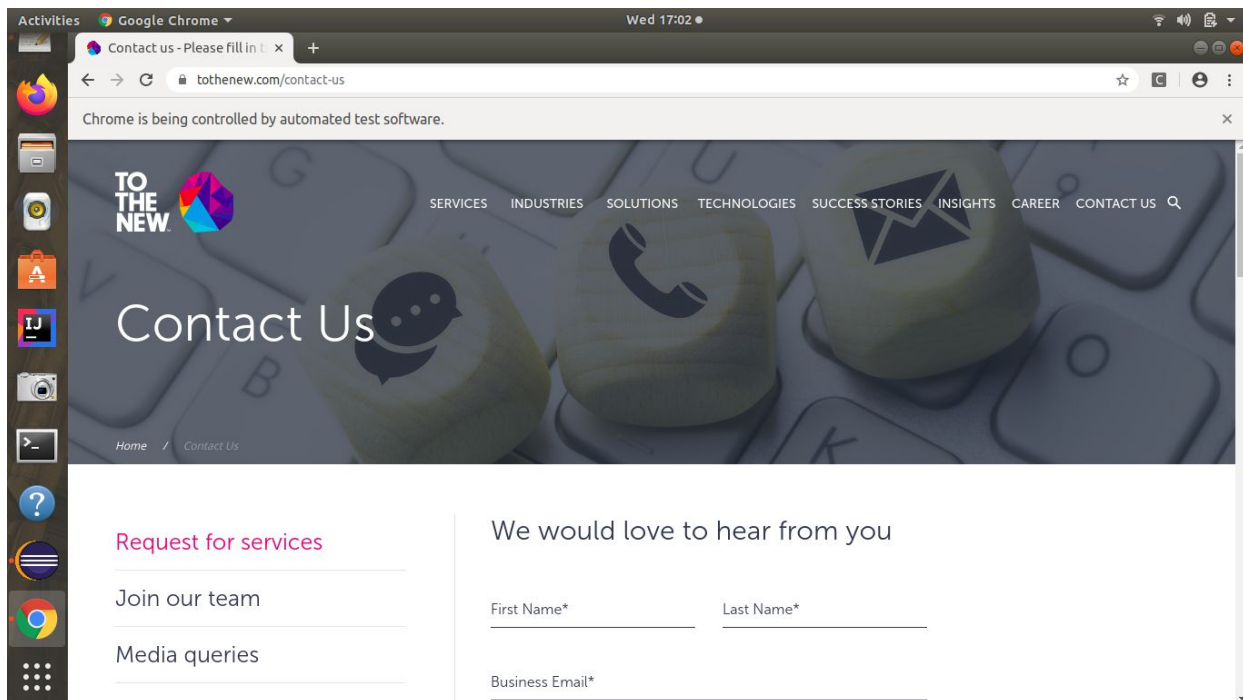 Activities Google Chrome Wed 17:02
Contact us - Please fill in t
tothenew.com/contact-us
Chrome is being controlled by automated test software.
TO
THE
NEW.
SERVICES INDUSTRIES SOLUTIONS TECHNOLOGIES SUCCESS STORIES INSIGHTS CAREER CONTACT US
Contact Us
Home / Contact Us
Request for services
Join our team
Media queries
We would love to hear from you
First Name* Last Name*
Business Email*